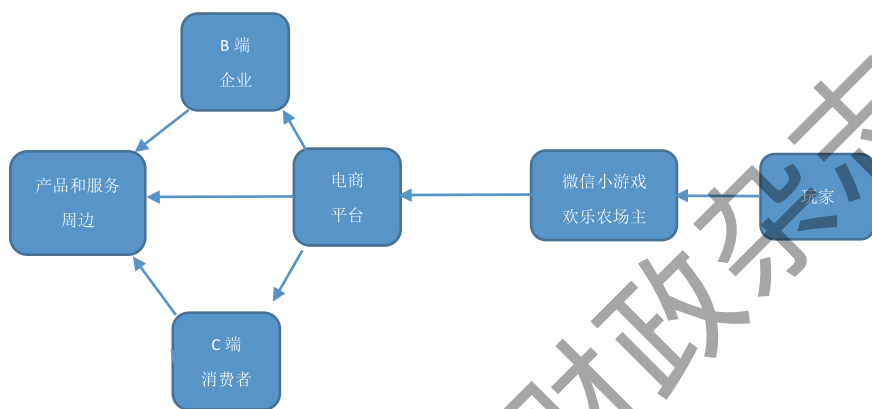 B 端
企业
产品和服务
周边
电商
平台
微信小游戏
欢乐农场主
玩家
C 端
消费者
财政杂志